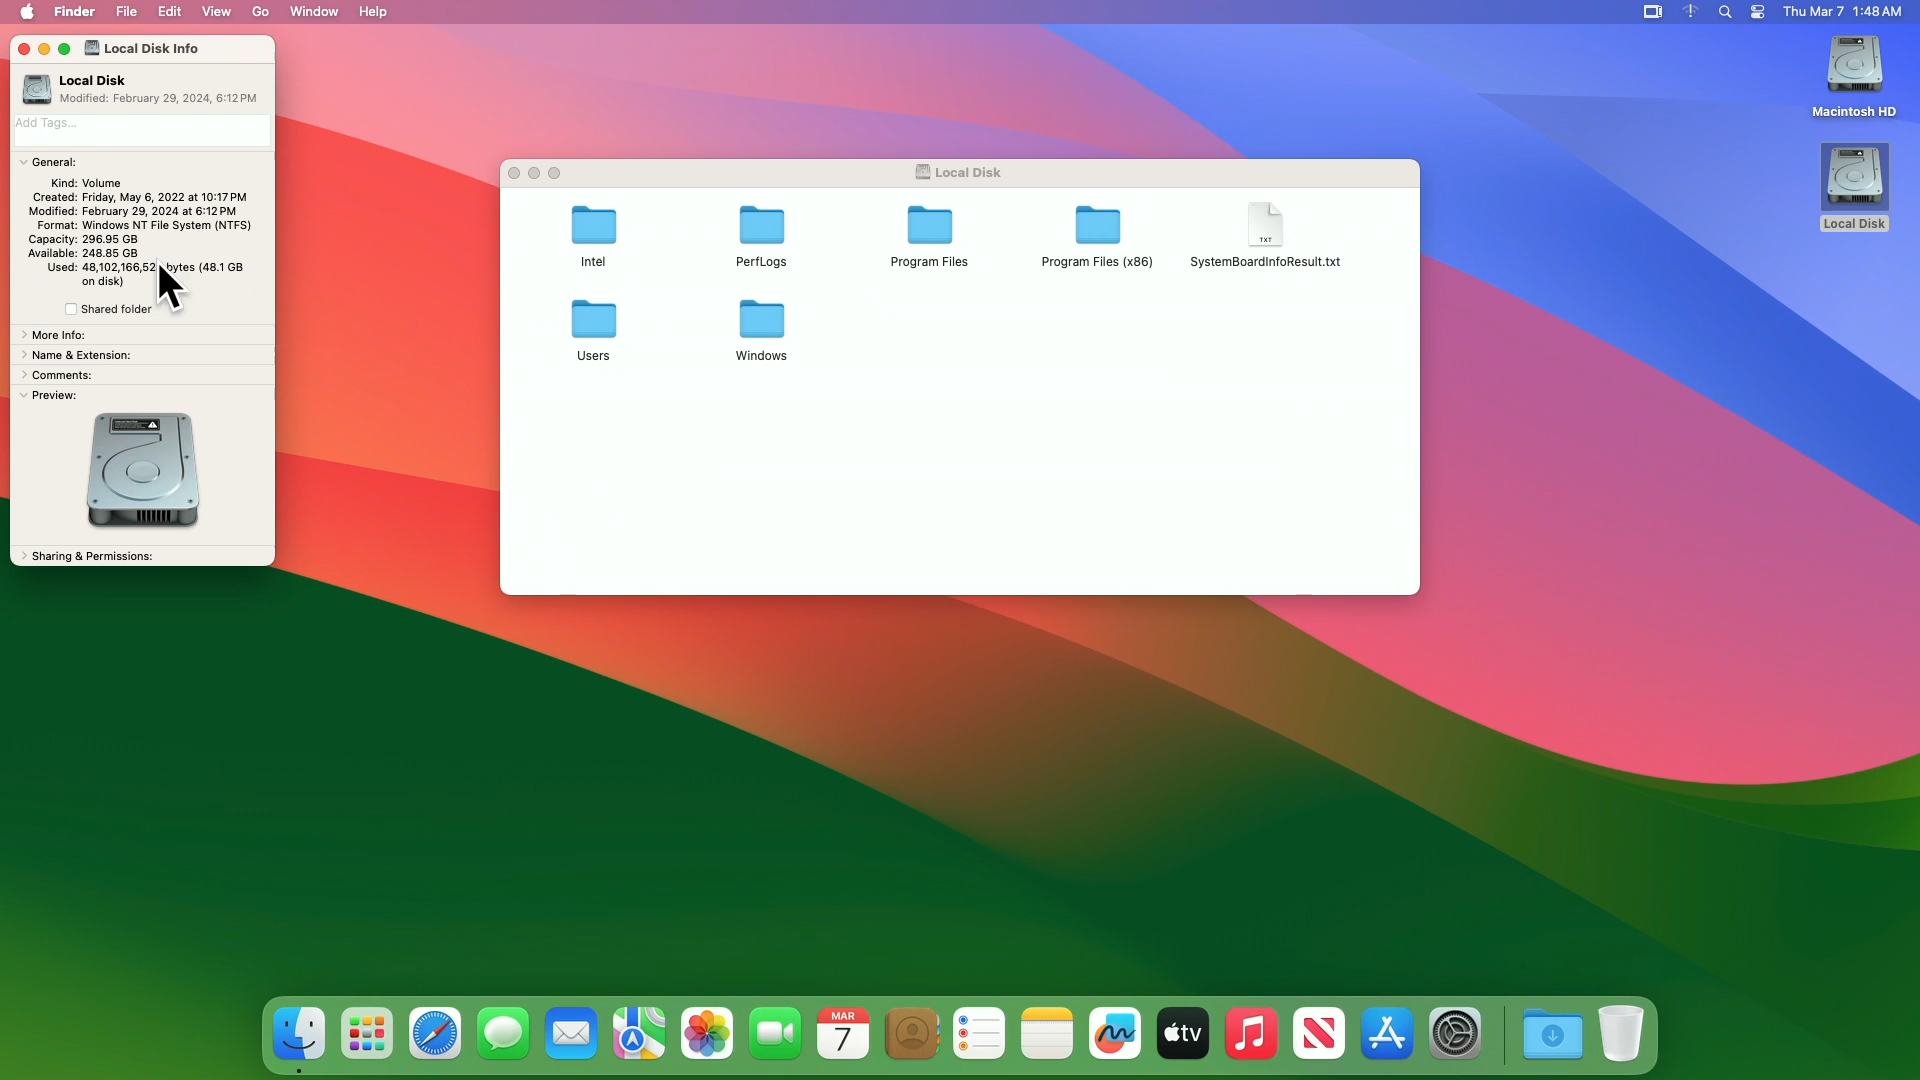 Finder File Edit View Go Window Help
Thu Mar 7 1:48 AM
Local Disk Info
Local Disk
Modified: February 29, 2024, 6:12 PM
Add Tags...
General:
Kind: Volume
Created: Friday, May 6, 2022 at 10:17 PM
Modified: February 29, 2024 at 6:12 PM
Format: Windows NT File System (NTFS)
Capacity: 296.95 GB
Available: 248.85 GB
Used: bytes (48.1 GB
on disk)
Shared folder
More Info:
Name & Extension:
Comments:
Preview:
Sharing & Permissions:
Local Disk
Intel
PerfLogs
Program Files
Program Files (x86)
TXT
SystemBoardInfoResult.txt
Users
Windows
Macintosh HD
Local Disk
MAR
7
tv